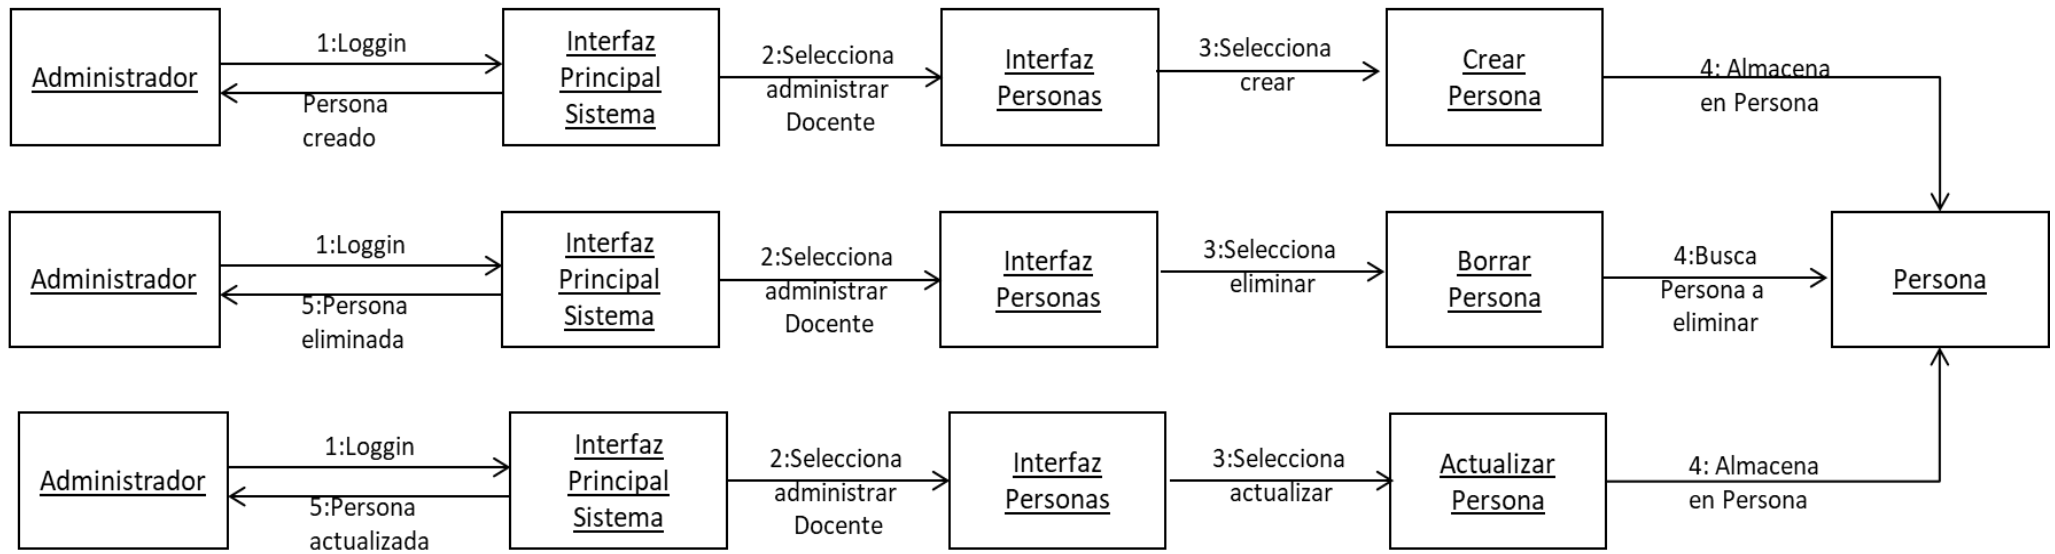 Administrador
1:Loggin
Persona
creado
Interfaz
Principal
Sistema
2:Selecciona
administrar
Docente
Interfaz
Personas
3:Selecciona
crear
Crear
Persona
4: Almacena
en Persona
Administrador
1:Loggin
5:Persona
eliminada
Interfaz
Principal
Sistema
2:Selecciona
administrar
Docente
Interfaz
Personas
3:Selecciona
eliminar
Borrar
Persona
4:Busca
Persona a
eliminar
Persona
Administrador
1:Loggin
5:Persona
actualizada
Interfaz
Principal
Sistema
2:Selecciona
administrar
Docente
Interfaz
Personas
3:Selecciona
actualizar
Actualizar
Persona
4: Almacena
en Persona